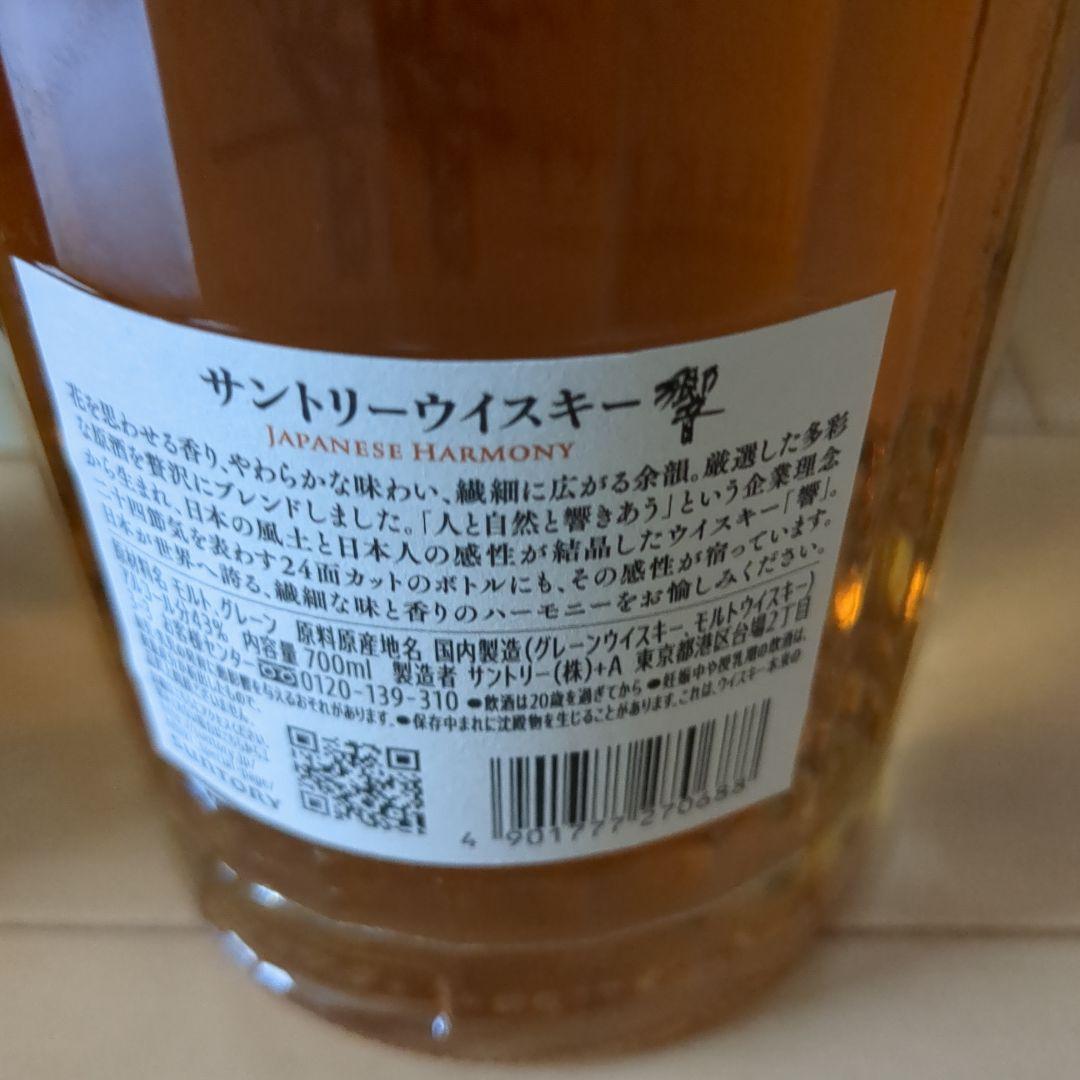 サントリーウイスキー 響
JAPANESE HARMONY
花を思わせる香り、やわらかな味わい、繊細に広がる余韻。厳選した多彩
な原酒を贅沢にブレンドしました。「人と自然と響きあう」という企業理念
から生まれ、日本の風土と日本人の感性が結晶したウイスキー「響」。
二十四節気を表わす24面カットのボトルにも、その感性が宿っています。
日本が世界へ誇る、繊細な味と香りのハーモニーをお愉しみください。
原材料名 モルト、グレーン 原料原産地名 国内製造(グレーンウイスキー、モルトウイスキー)
アルコール分43% 内容量 700ml 製造者 サントリー(株)+A 東京都港区台場2丁目
お客様センター 0120-139-310 ●飲酒は20歳を過ぎてから ●妊娠中や授乳期の飲酒は、
影響を与えるおそれがあります。●保存中まれに沈殿物を生じることがあります。これは、ウイスキー本来の
SUNTORY
4 901777 270688